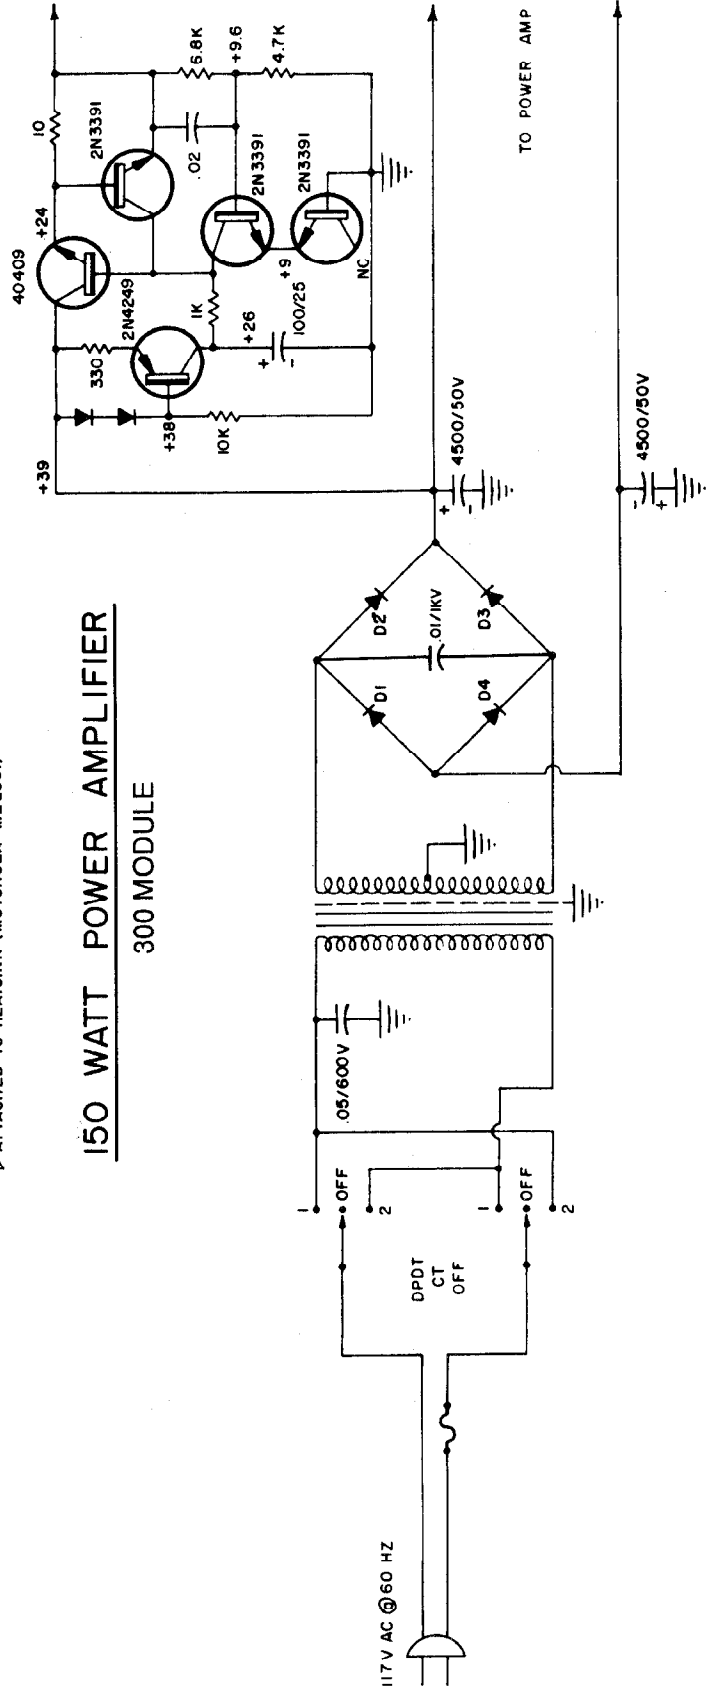 150 WATT POWER AMPLIFIER
300 MODULE
117V AC @ 60 HZ
DPDT
CT
OFF
1
OFF
2
1
OFF
2
.05/600V
D1
D2
D3
D4
.01/1KV
+
-
4500/50V
-
+
4500/50V
TO POWER AMP
+39
+38
10K
330
2N4249
1K
+26
+
-
100/25
40409
+24
10
2N3391
.02
6.8K
+9.6
4.7K
2N3391
+9
2N3391
NC